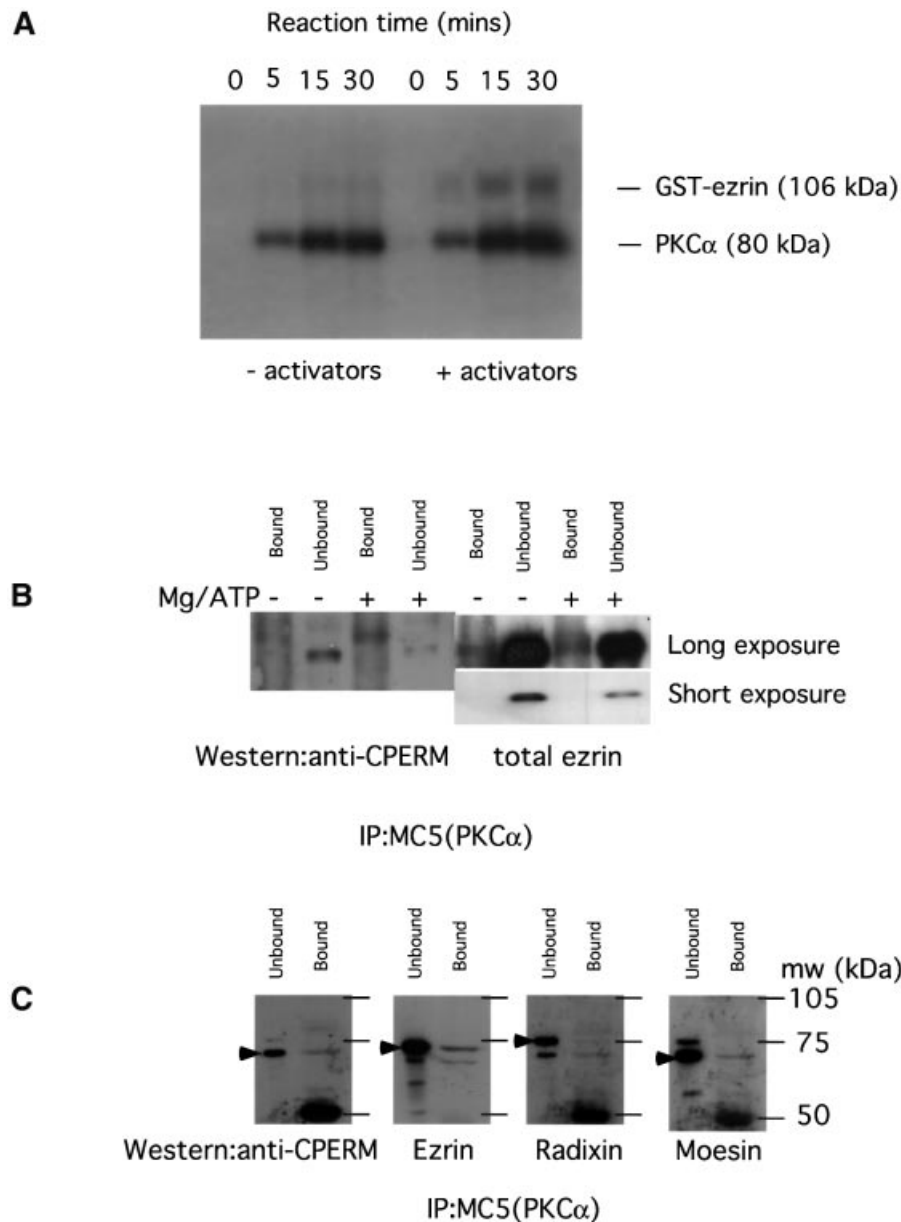 A
Reaction time (mins)
0 5 15 30 0 5 15 30
— GST-ezrin (106 kDa)
— PKCα (80 kDa)
- activators + activators
Bound Unbound Bound Unbound Bound Unbound Bound Unbound
B
Mg/ATP - - + + - - + +
Long exposure
Short exposure
Western:anti-CPERM total ezrin
IP:MC5(PKCα)
Unbound Bound Unbound Bound Unbound Bound Unbound Bound
mw (kDa)
C
105
75
50
Western:anti-CPERM Ezrin Radixin Moesin
IP:MC5(PKCα)